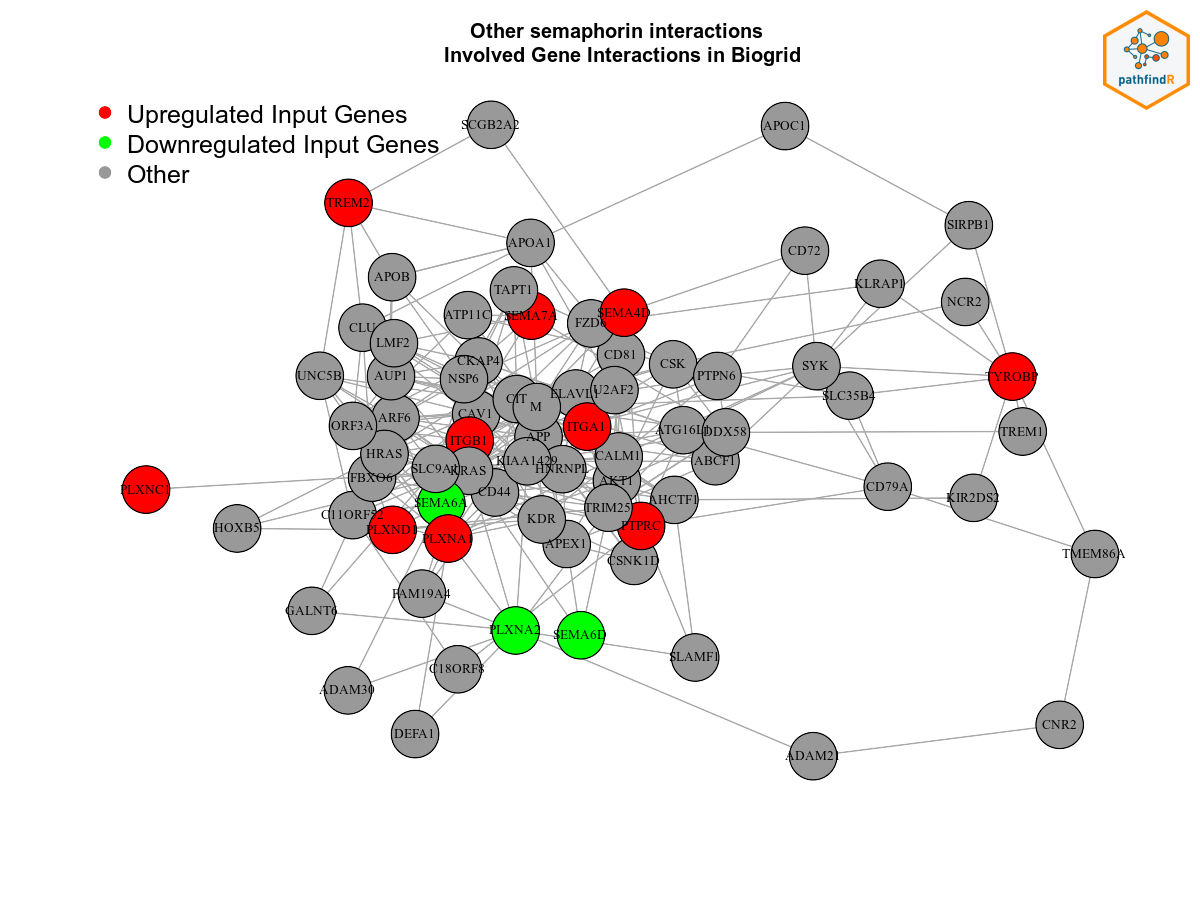 Other semaphorin interactions
Involved Gene Interactions in Biogrid
pathfindR
Upregulated Input Genes
Downregulated Input Genes
Other
SCGB2A2
APOC1
TREM2
SIRPB1
APOA1
CD72
APOB
KLRAP1
TAPT1
NCR2
ATP11C
SEMA7A
SEMA4D
FZD6
CLU
LMF2
CD81
CKAP4
CSK
SYK
UNC5B
AUP1
NSP6
PTPN6
TYROBP
ELAVL1
U2AF2
SLC35B4
CIT
M
CAV1
ARF6
ORF3A
ITGA1
ATG16L1
DDX58
TREM1
ITGB1
APP
HRAS
KIAA1429
CALM1
ABCF1
SLC9A1
KRAS
HNRNPL
FBXO6
AKT1
PLXNC1
CD79A
CD44
SEMA6A
AHCTF1
KIR2DS2
TRIM25
C11ORF52
KDR
HOXB5
PLXND1
PTPRC
PLXNA1
APEX1
TMEM86A
CSNK1D
FAM19A4
GALNT6
PLXNA2
SEMA6D
SLAMF1
C18ORF8
ADAM30
CNR2
DEFA1
ADAM21